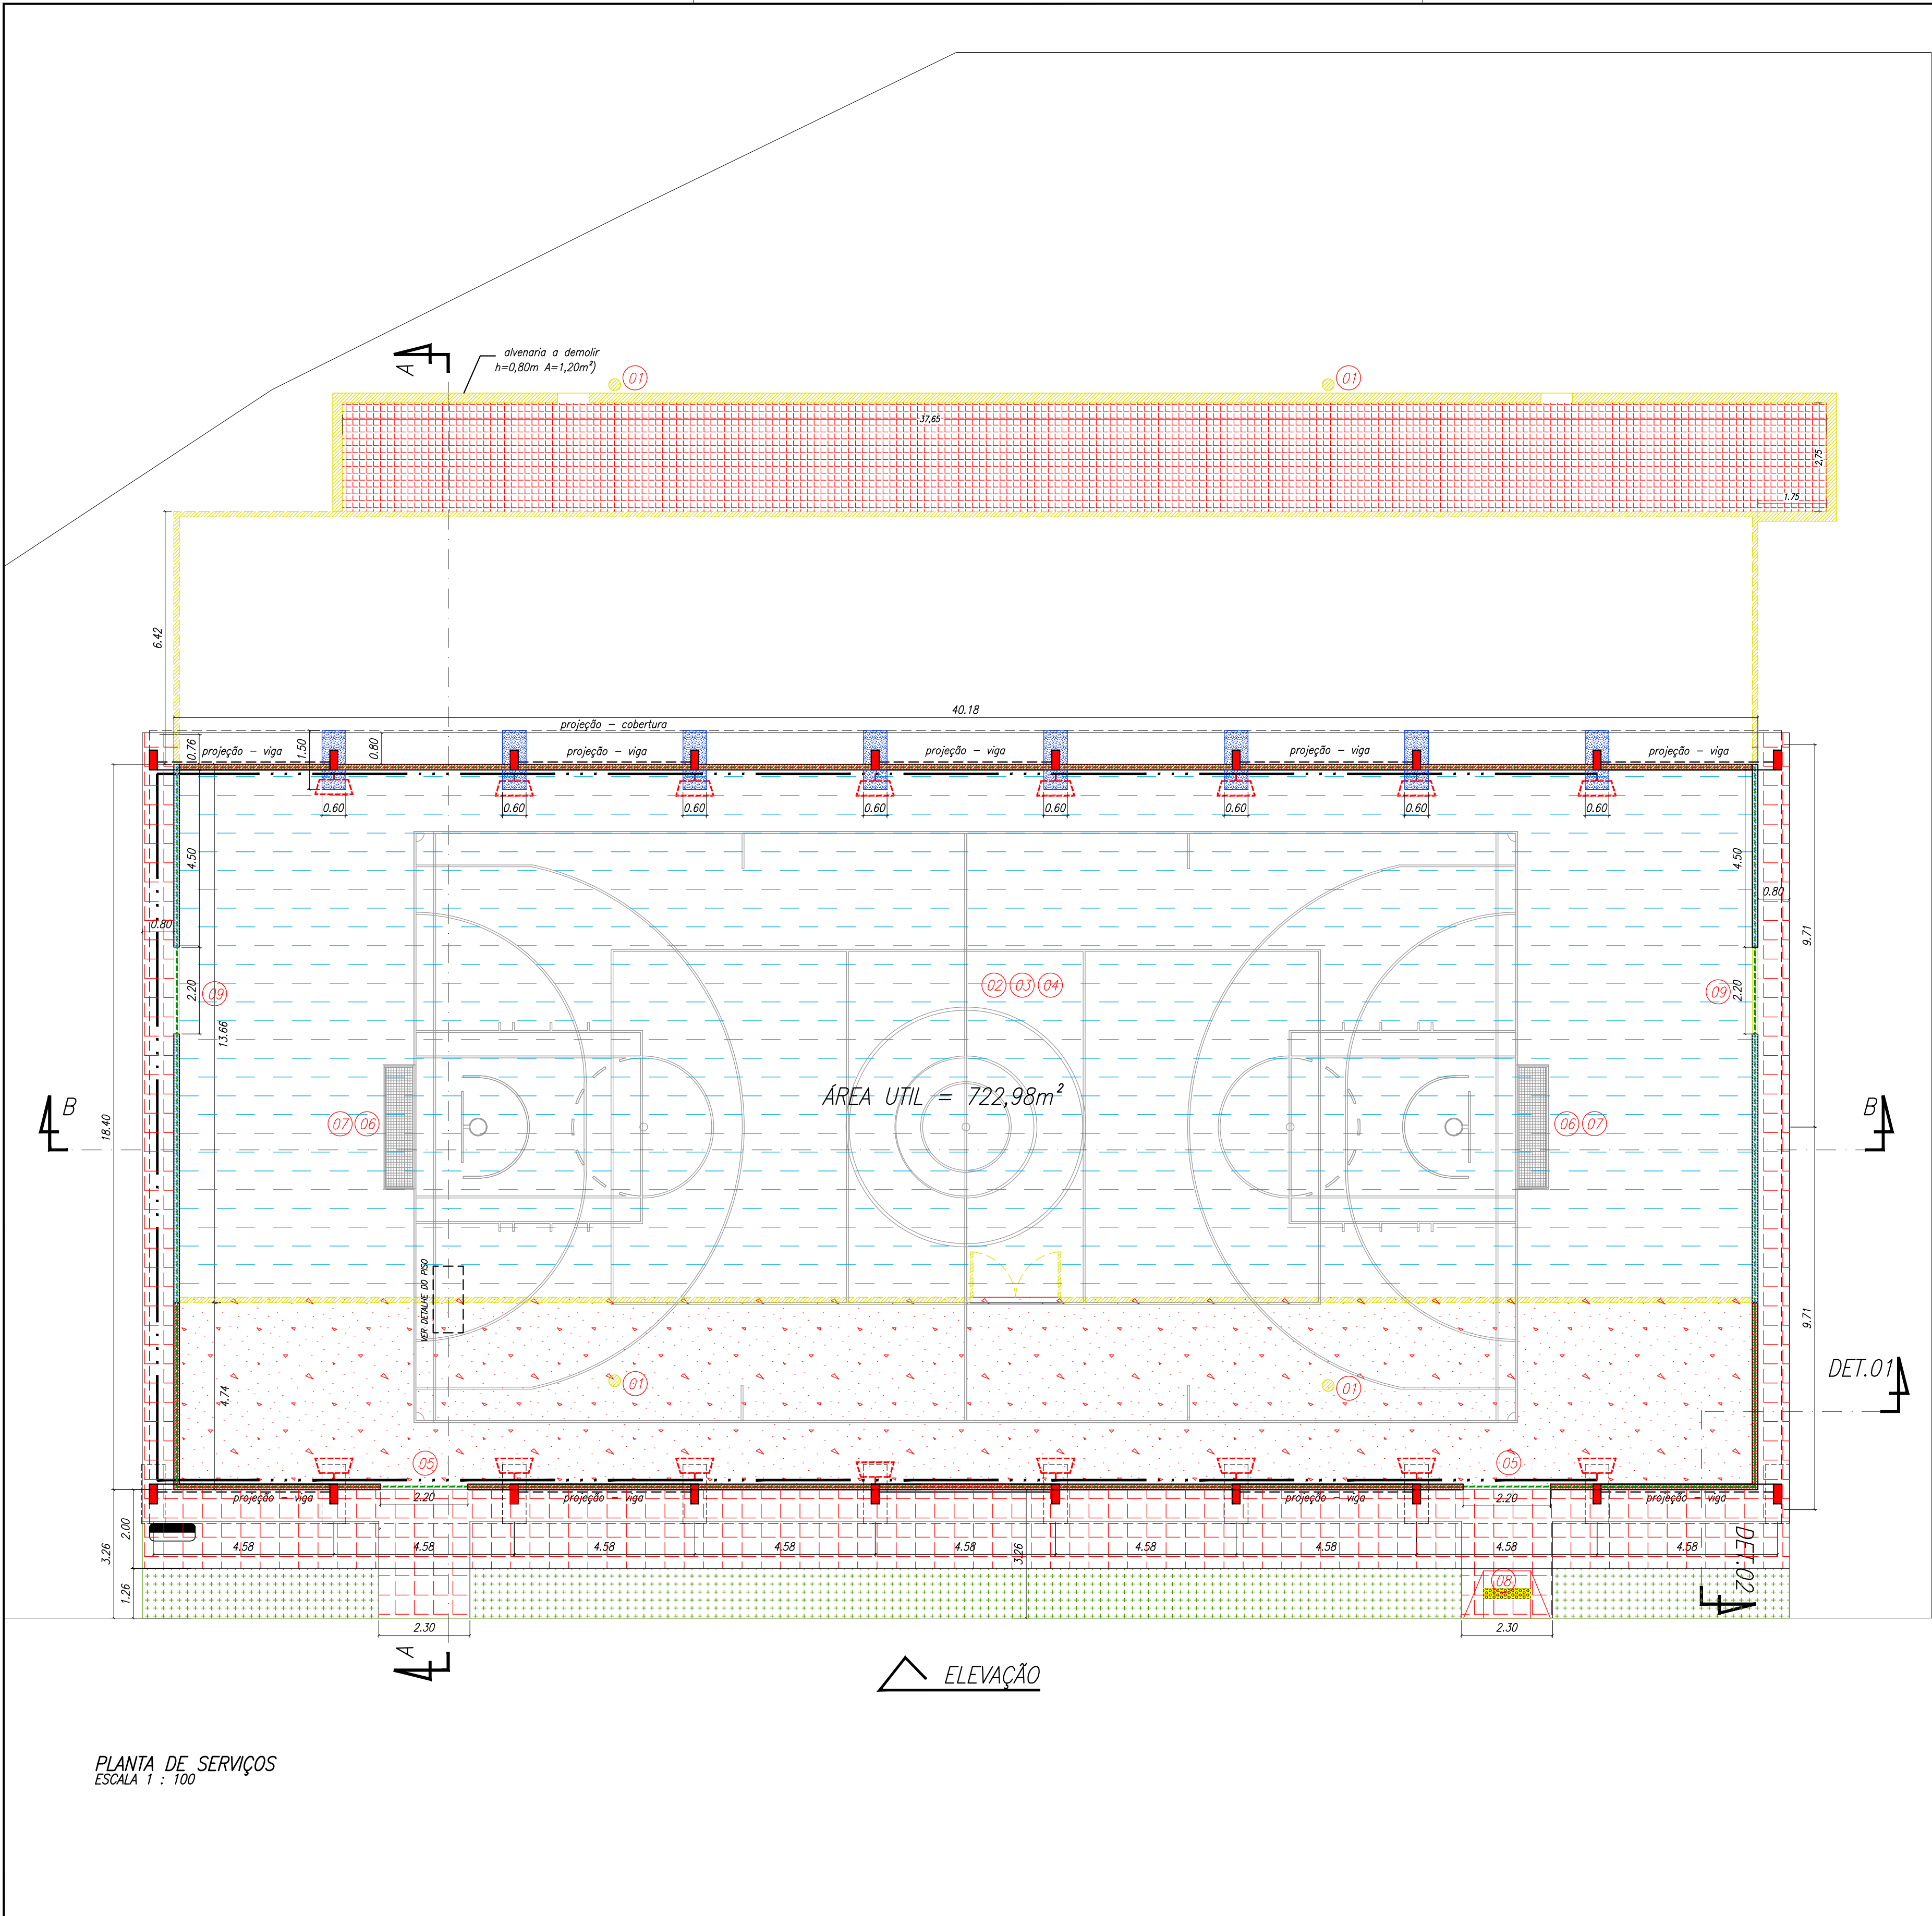 A
alvenaria a demolir
h=0,80m A=1,20m²)
01
01
37,65
2,75
1.75
6.42
40.18
projeção - cobertura
0.76
projeção - viga
1.50
0.80
projeção - viga
projeção - viga
projeção - viga
projeção - viga
0.60
0.60
0.60
0.60
0.60
0.60
0.60
0.60
4.50
4.50
0.80
0.80
9.71
2.20
09
02
03
04
09
2.20
13.66
ÁREA UTIL = 722,98m²
B
B
18.40
07
06
06
07
VER DETALHE DO PISO
9.71
DET.01
4.74
01
01
05
05
projeção - viga
2.20
projeção - viga
projeção - viga
2.20
projeção - viga
2.00
3.26
4.58
4.58
4.58
4.58
4.58
3.26
4.58
4.58
4.58
4.58
DET.02
1.26
08
2.30
2.30
A
ELEVAÇÃO
PLANTA DE SERVIÇOS
ESCALA 1 : 100